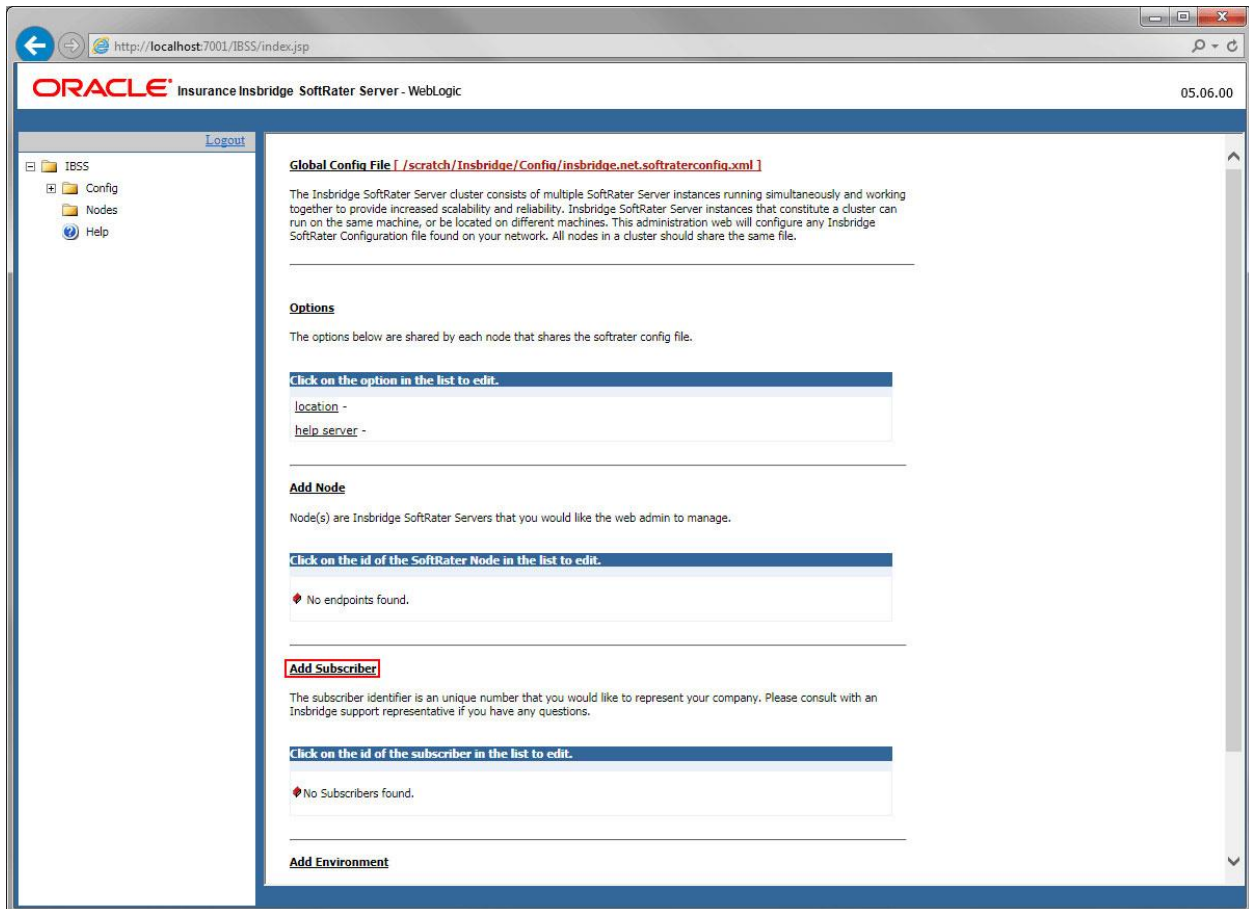 http://localhost:7001/IBSS/index.jsp
ORACLE® Insurance Insbridge SoftRater Server - WebLogic
05.06.00
Logout
IBSS
Config
Nodes
Help
Global Config File [ /scratch/Insbridge/Config/insbridge.net.softraterconfig.xml ]
The Insbridge SoftRater Server cluster consists of multiple SoftRater Server instances running simultaneously and working
together to provide increased scalability and reliability. Insbridge SoftRater Server instances that constitute a cluster can
run on the same machine, or be located on different machines. This administration web will configure any Insbridge
SoftRater Configuration file found on your network. All nodes in a cluster should share the same file.
Options
The options below are shared by each node that shares the softrater config file.
Click on the option in the list to edit.
location -
help server -
Add Node
Node(s) are Insbridge SoftRater Servers that you would like the web admin to manage.
Click on the id of the SoftRater Node in the list to edit.
No endpoints found.
Add Subscriber
The subscriber identifier is an unique number that you would like to represent your company. Please consult with an
Insbridge support representative if you have any questions.
Click on the id of the subscriber in the list to edit.
No Subscribers found.
Add Environment